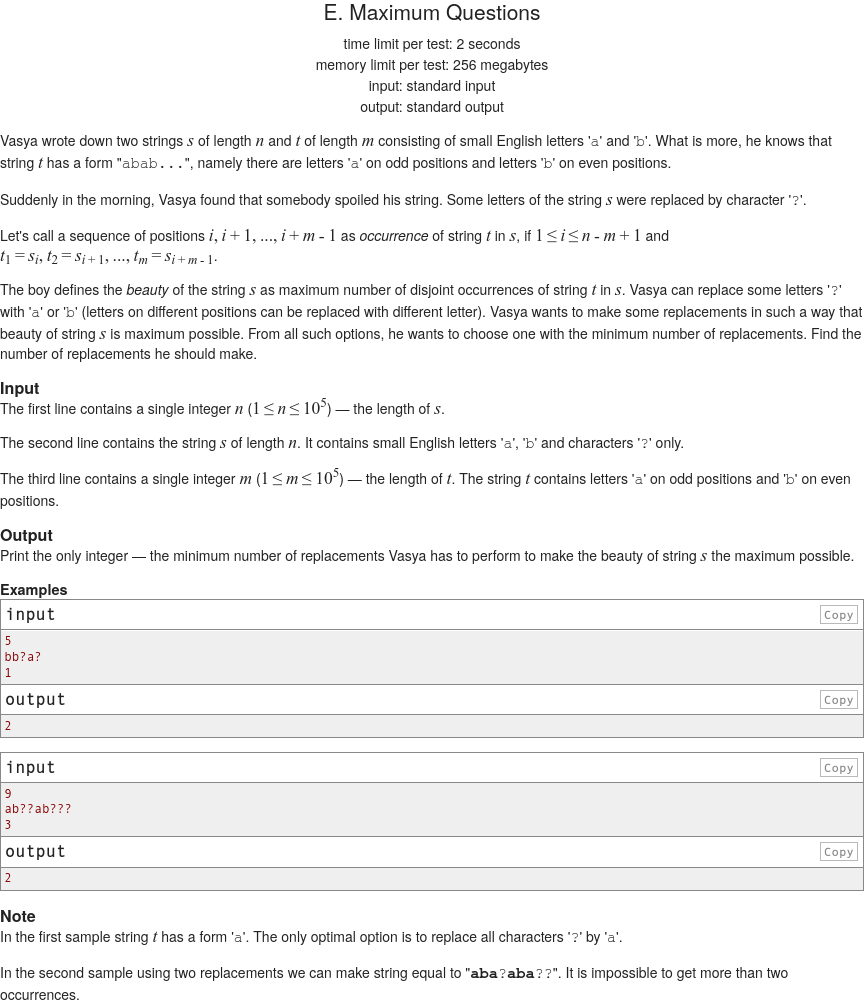 E. Maximum Questions
time limit per test: 2 seconds
memory limit per test: 256 megabytes
input: standard input
output: standard output
Vasya wrote down two strings s of length n and t of length m consisting of small English letters 'a' and 'b'. What is more, he knows that
string t has a form "abab...", namely there are letters 'a' on odd positions and letters 'b' on even positions.
Suddenly in the morning, Vasya found that somebody spoiled his string. Some letters of the string s were replaced by character '?'.
Let's call a sequence of positions i, i + 1, ..., i + m - 1 as occurrence of string t in s, if 1 ≤ i ≤ n - m + 1 and
t1 = si, t2 = si + 1, ..., tm = si + m - 1.
The boy defines the beauty of the string s as maximum number of disjoint occurrences of string t in s. Vasya can replace some letters '?'
with 'a' or 'b' (letters on different positions can be replaced with different letter). Vasya wants to make some replacements in such a way that
beauty of string s is maximum possible. From all such options, he wants to choose one with the minimum number of replacements. Find the
number of replacements he should make.
Input
The first line contains a single integer n (1 ≤ n ≤ 10^5) — the length of s.
The second line contains the string s of length n. It contains small English letters 'a', 'b' and characters '?' only.
The third line contains a single integer m (1 ≤ m ≤ 10^5) — the length of t. The string t contains letters 'a' on odd positions and 'b' on even
positions.
Output
Print the only integer — the minimum number of replacements Vasya has to perform to make the beauty of string s the maximum possible.
Examples
input Copy
5
bb?a?
1
output Copy
2
input Copy
9
ab??ab???
3
output Copy
2
Note
In the first sample string t has a form 'a'. The only optimal option is to replace all characters '?' by 'a'.
In the second sample using two replacements we can make string equal to "aba?aba??". It is impossible to get more than two
occurrences.